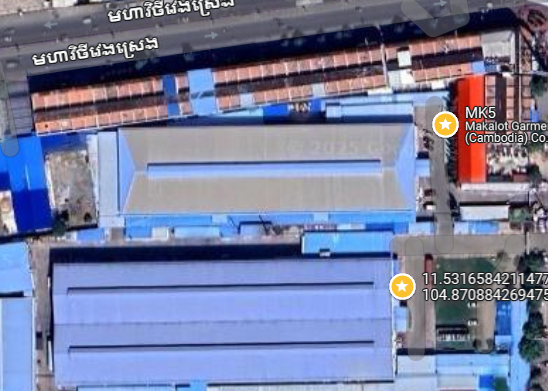 មហាវិថីវេងស្រេង
មហាវិថីវេងស្រេង
MK5
Makalot Garme
(Cambodia) Co.
11.5316584211477
104.870884269475